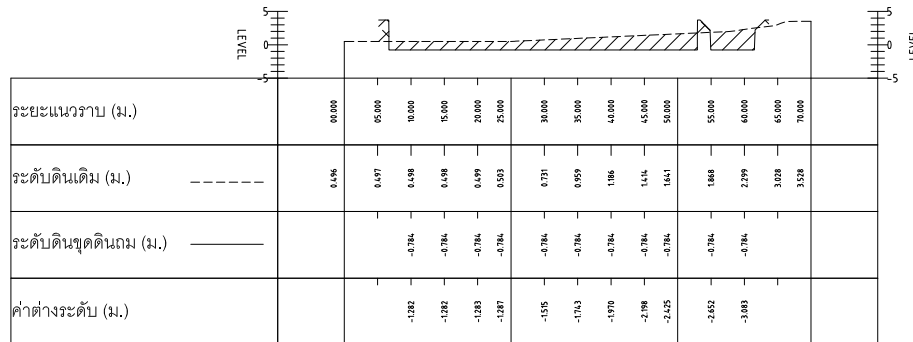 5
0
-5
LEVEL
5
0
-5
LEVEL
ระยะแนวราบ (ม.) 00.000 05.000 10.000 15.000 20.000 25.000 30.000 35.000 40.000 45.000 50.000 55.000 60.000 65.000 70.000
ระดับดินเดิม (ม.) 0.496 0.497 0.498 0.498 0.499 0.503 0.731 0.959 1.186 1.414 1.641 1.868 2.299 3.028 3.528
ระดับดินขุดดินถม (ม.) -0.784 -0.784 -0.784 -0.784 -0.784 -0.784 -0.784 -0.784 -0.784 -0.784 -0.784
ค่าต่างระดับ (ม.) -1.282 -1.282 -1.283 -1.287 -1.515 -1.743 -1.970 -2.198 -2.425 -2.652 -3.083